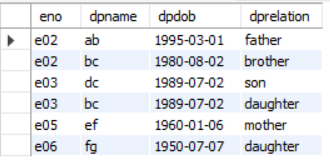 eno dpname dpdob dprelation
e02 ab 1995-03-01 father
e02 bc 1980-08-02 brother
e03 dc 1989-07-02 son
e03 bc 1989-07-02 daughter
e05 ef 1960-01-06 mother
e06 fg 1950-07-07 daughter